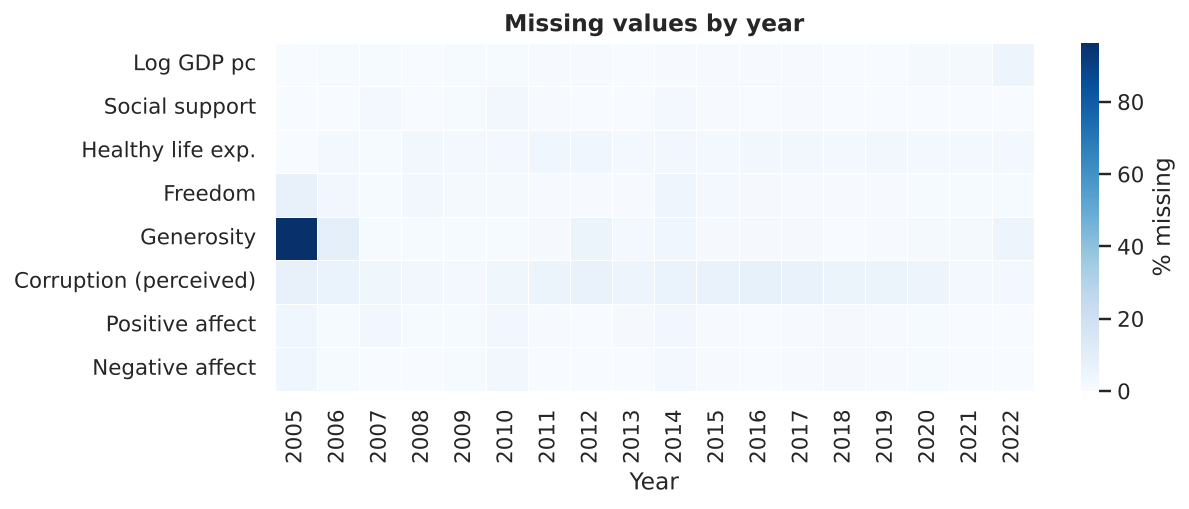 Missing values by year
Log GDP pc
Social support
Healthy life exp.
Freedom
Generosity
Corruption (perceived)
Positive affect
Negative affect
2005
2006
2007
2008
2009
2010
2011
2012
2013
2014
2015
2016
2017
2018
2019
2020
2021
2022
Year
80
60
40
20
0
% missing